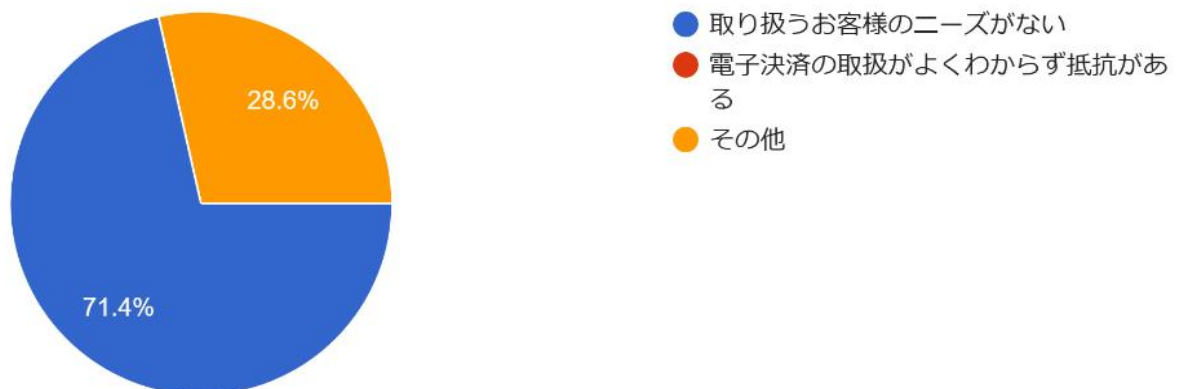 取り扱うお客様のニーズがない
電子決済の取扱がよくわからず抵抗があ
る
その他
28.6%
71.4%